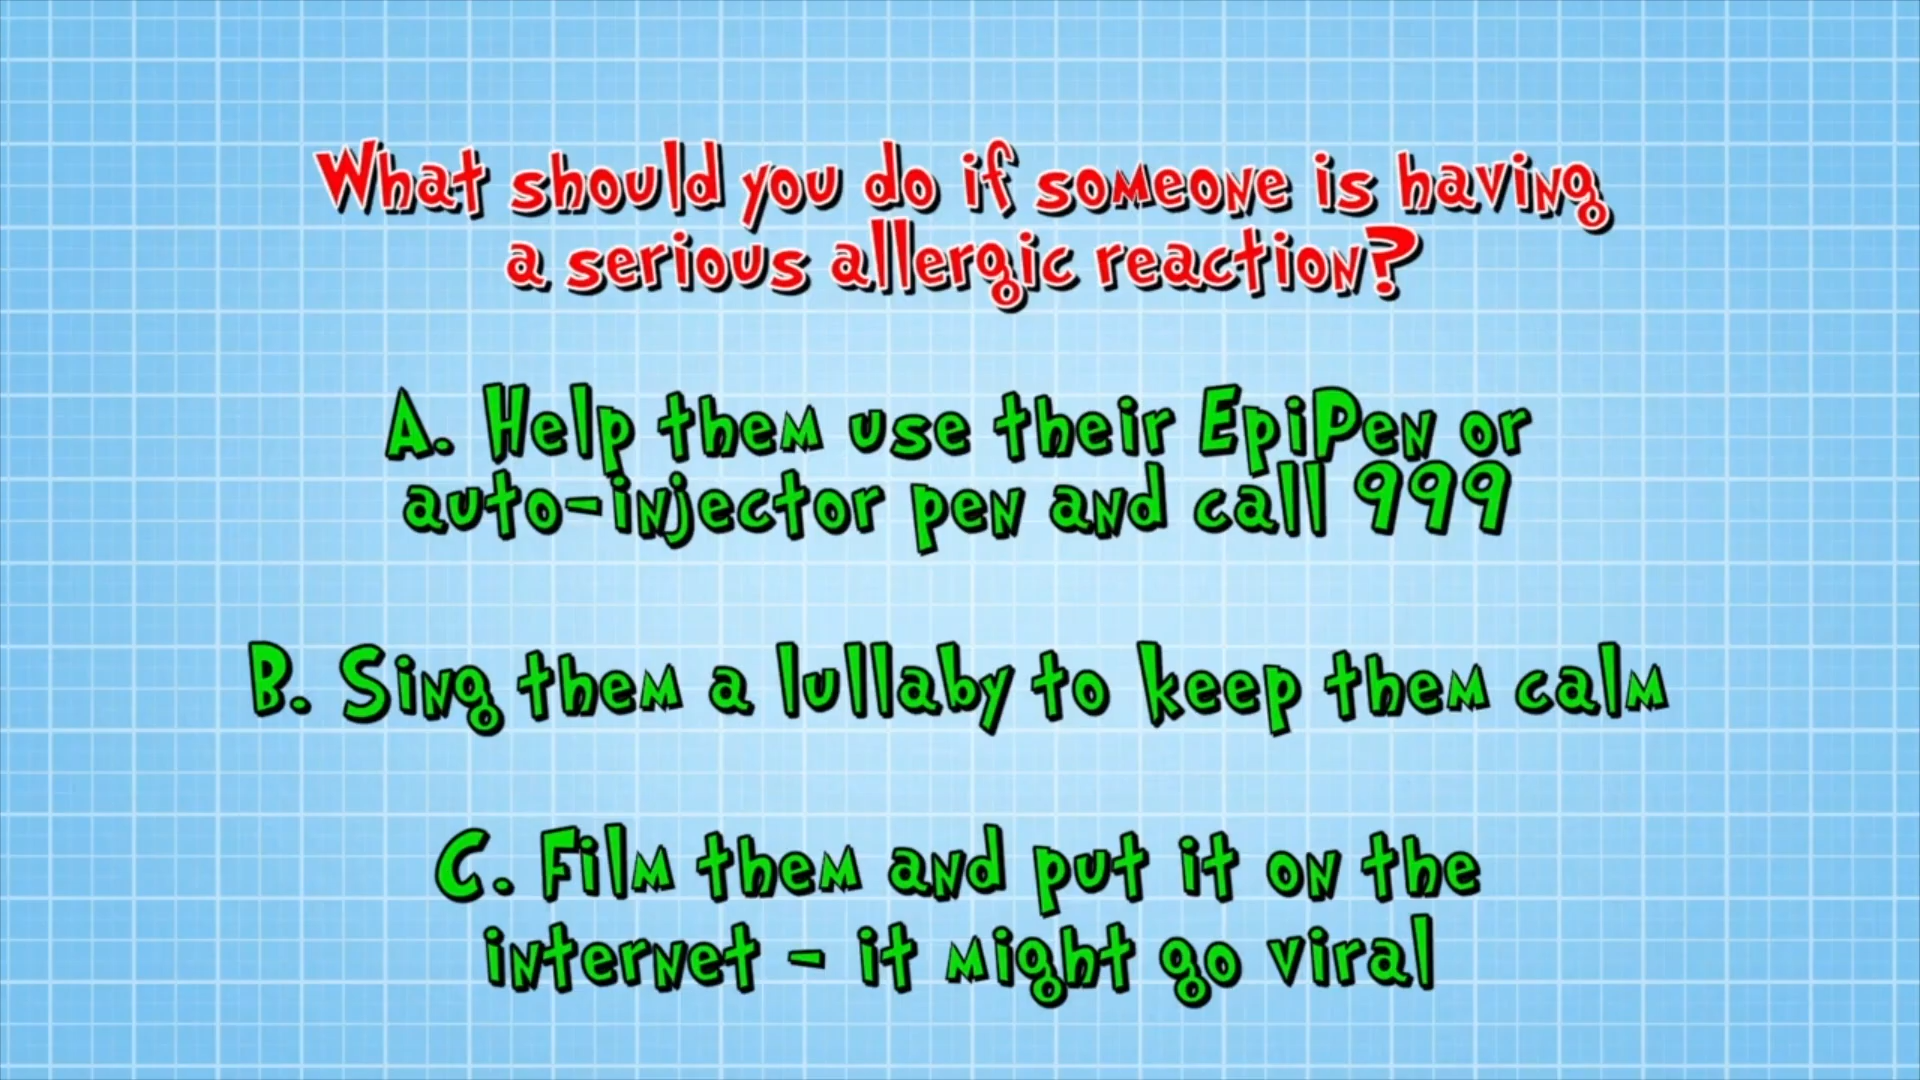 What should you do if someone is having
a serious allergic reaction?
A. Help them use their EpiPen or
auto-injector pen and call 999
B. Sing them a lullaby to keep them calm
C. Film them and put it on the
internet - it might go viral